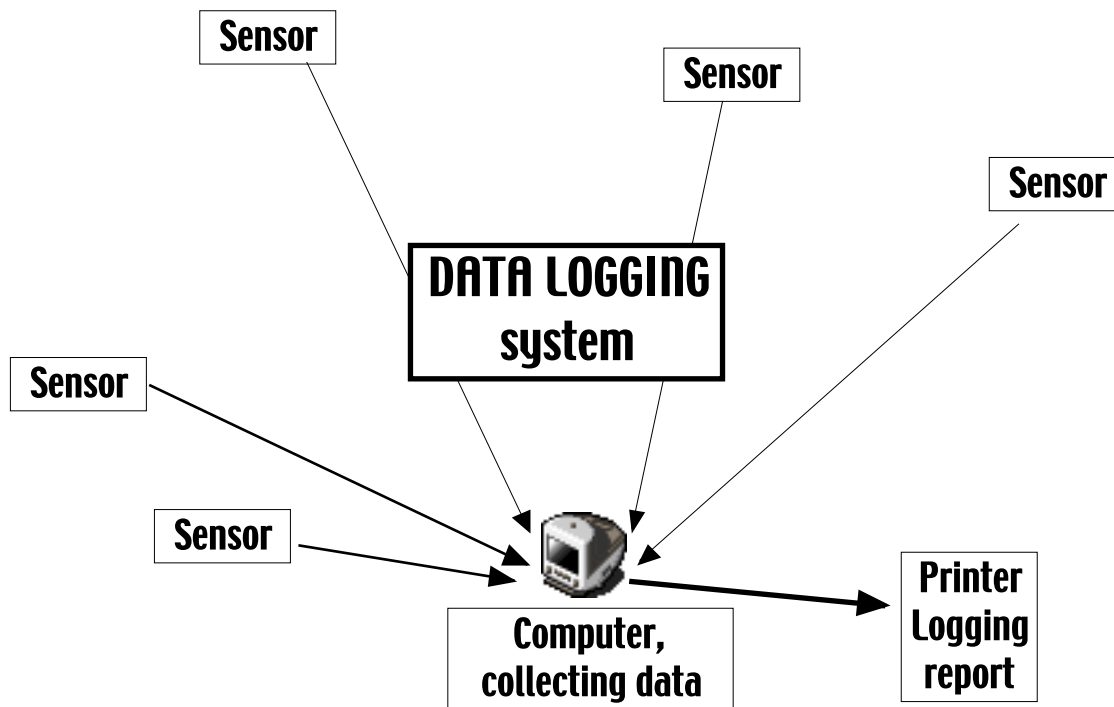 Sensor
Sensor
Sensor
DATA LOGGING
system
Sensor
Sensor
Printer
Logging
report
Computer,
collecting data